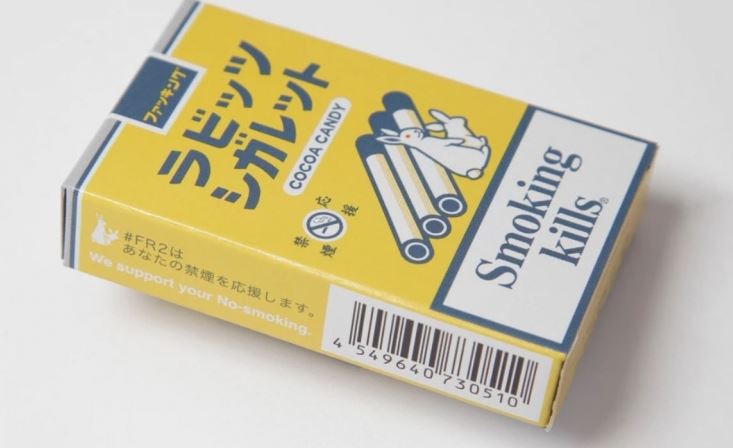 ファッキング
ラビッツ
シガレット
COCOA CANDY
禁煙応援
Smoking
kills®
#FR2は
あなたの禁煙を応援します。
We support your No-smoking.
4 549640 730510